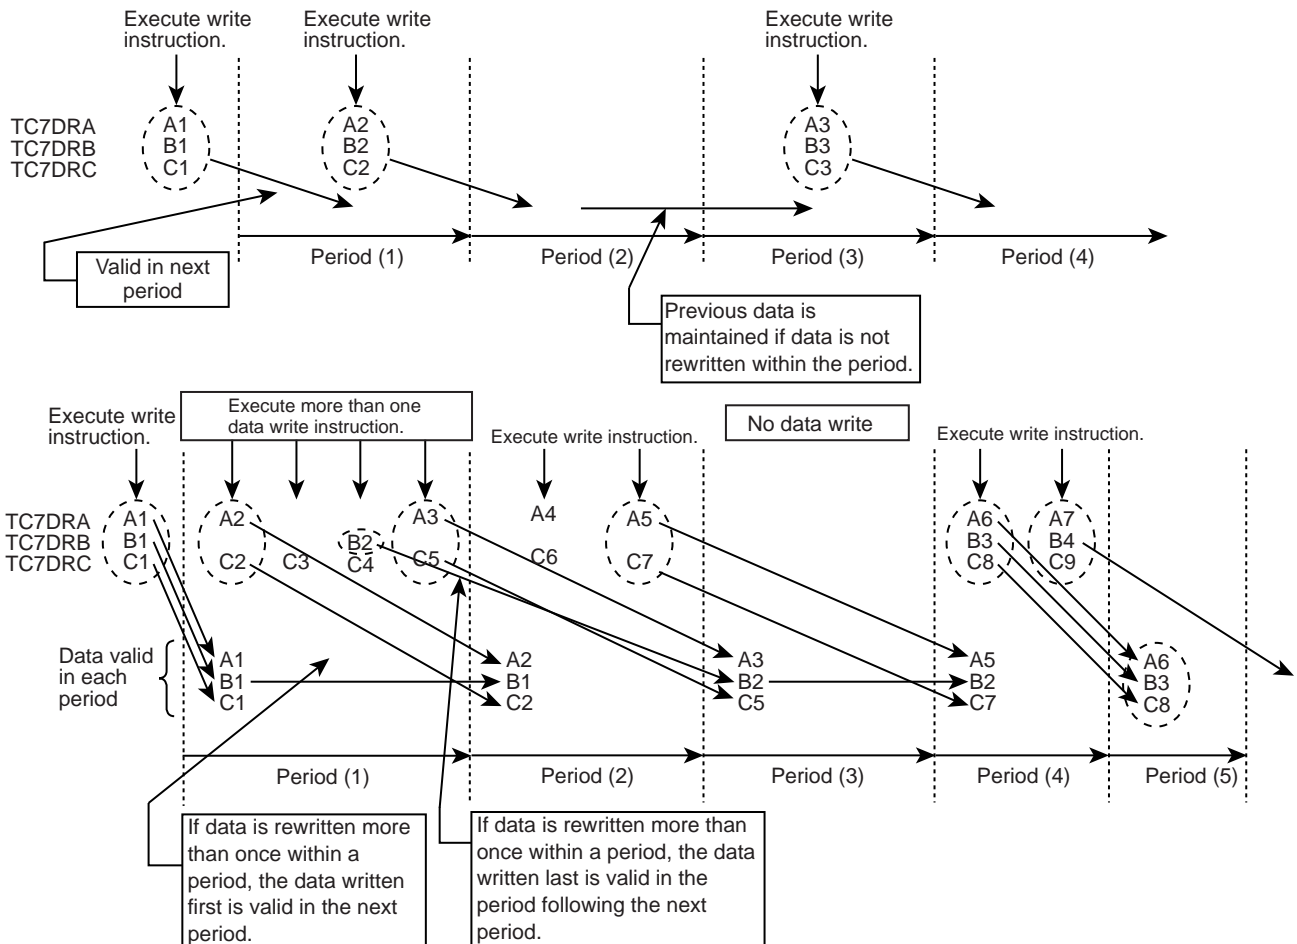 Execute write
instruction.
Execute write
instruction.
Execute write
instruction.
TC7DRA
TC7DRB
TC7DRC
A1
B1
C1
A2
B2
C2
A3
B3
C3
Period (1)
Period (2)
Period (3)
Period (4)
Valid in next
period
Previous data is
maintained if data is not
rewritten within the period.
Execute write
instruction.
Execute more than one
data write instruction.
Execute write instruction.
No data write
Execute write instruction.
TC7DRA
TC7DRB
TC7DRC
A1
B1
C1
A2
C2
C3
B2
C4
A3
C5
A4
C6
A5
C7
A6
B3
C8
A7
B4
C9
Data valid
in each
period
A1
B1
C1
A2
B1
C2
A3
B2
C5
A5
B2
C7
A6
B3
C8
Period (1)
Period (2)
Period (3)
Period (4)
Period (5)
If data is rewritten more
than once within a
period, the data written
first is valid in the next
period.
If data is rewritten more than
once within a period, the data
written last is valid in the
period following the next
period.